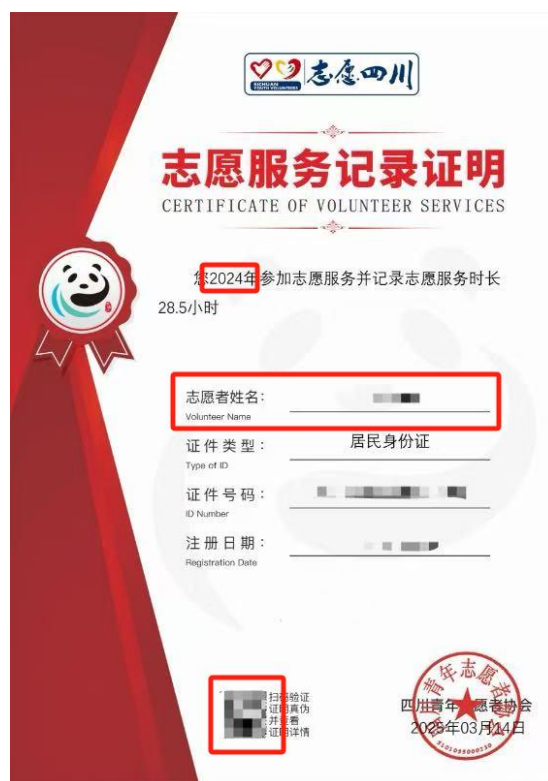 SICHUAN
YOUTH VOLUNTEERS
志愿四川
志愿服务记录证明
CERTIFICATE OF VOLUNTEER SERVICES
您2024年参加志愿服务并记录志愿服务时长
28.5小时
志愿者姓名：
Volunteer Name
证件类型： 居民身份证
Type of ID
证件号码：
ID Number
注册日期：
Registration Date
扫码验证
证明真伪
并查看
证明详情
四川青年志愿者协会
2025年03月14日
5101055000230